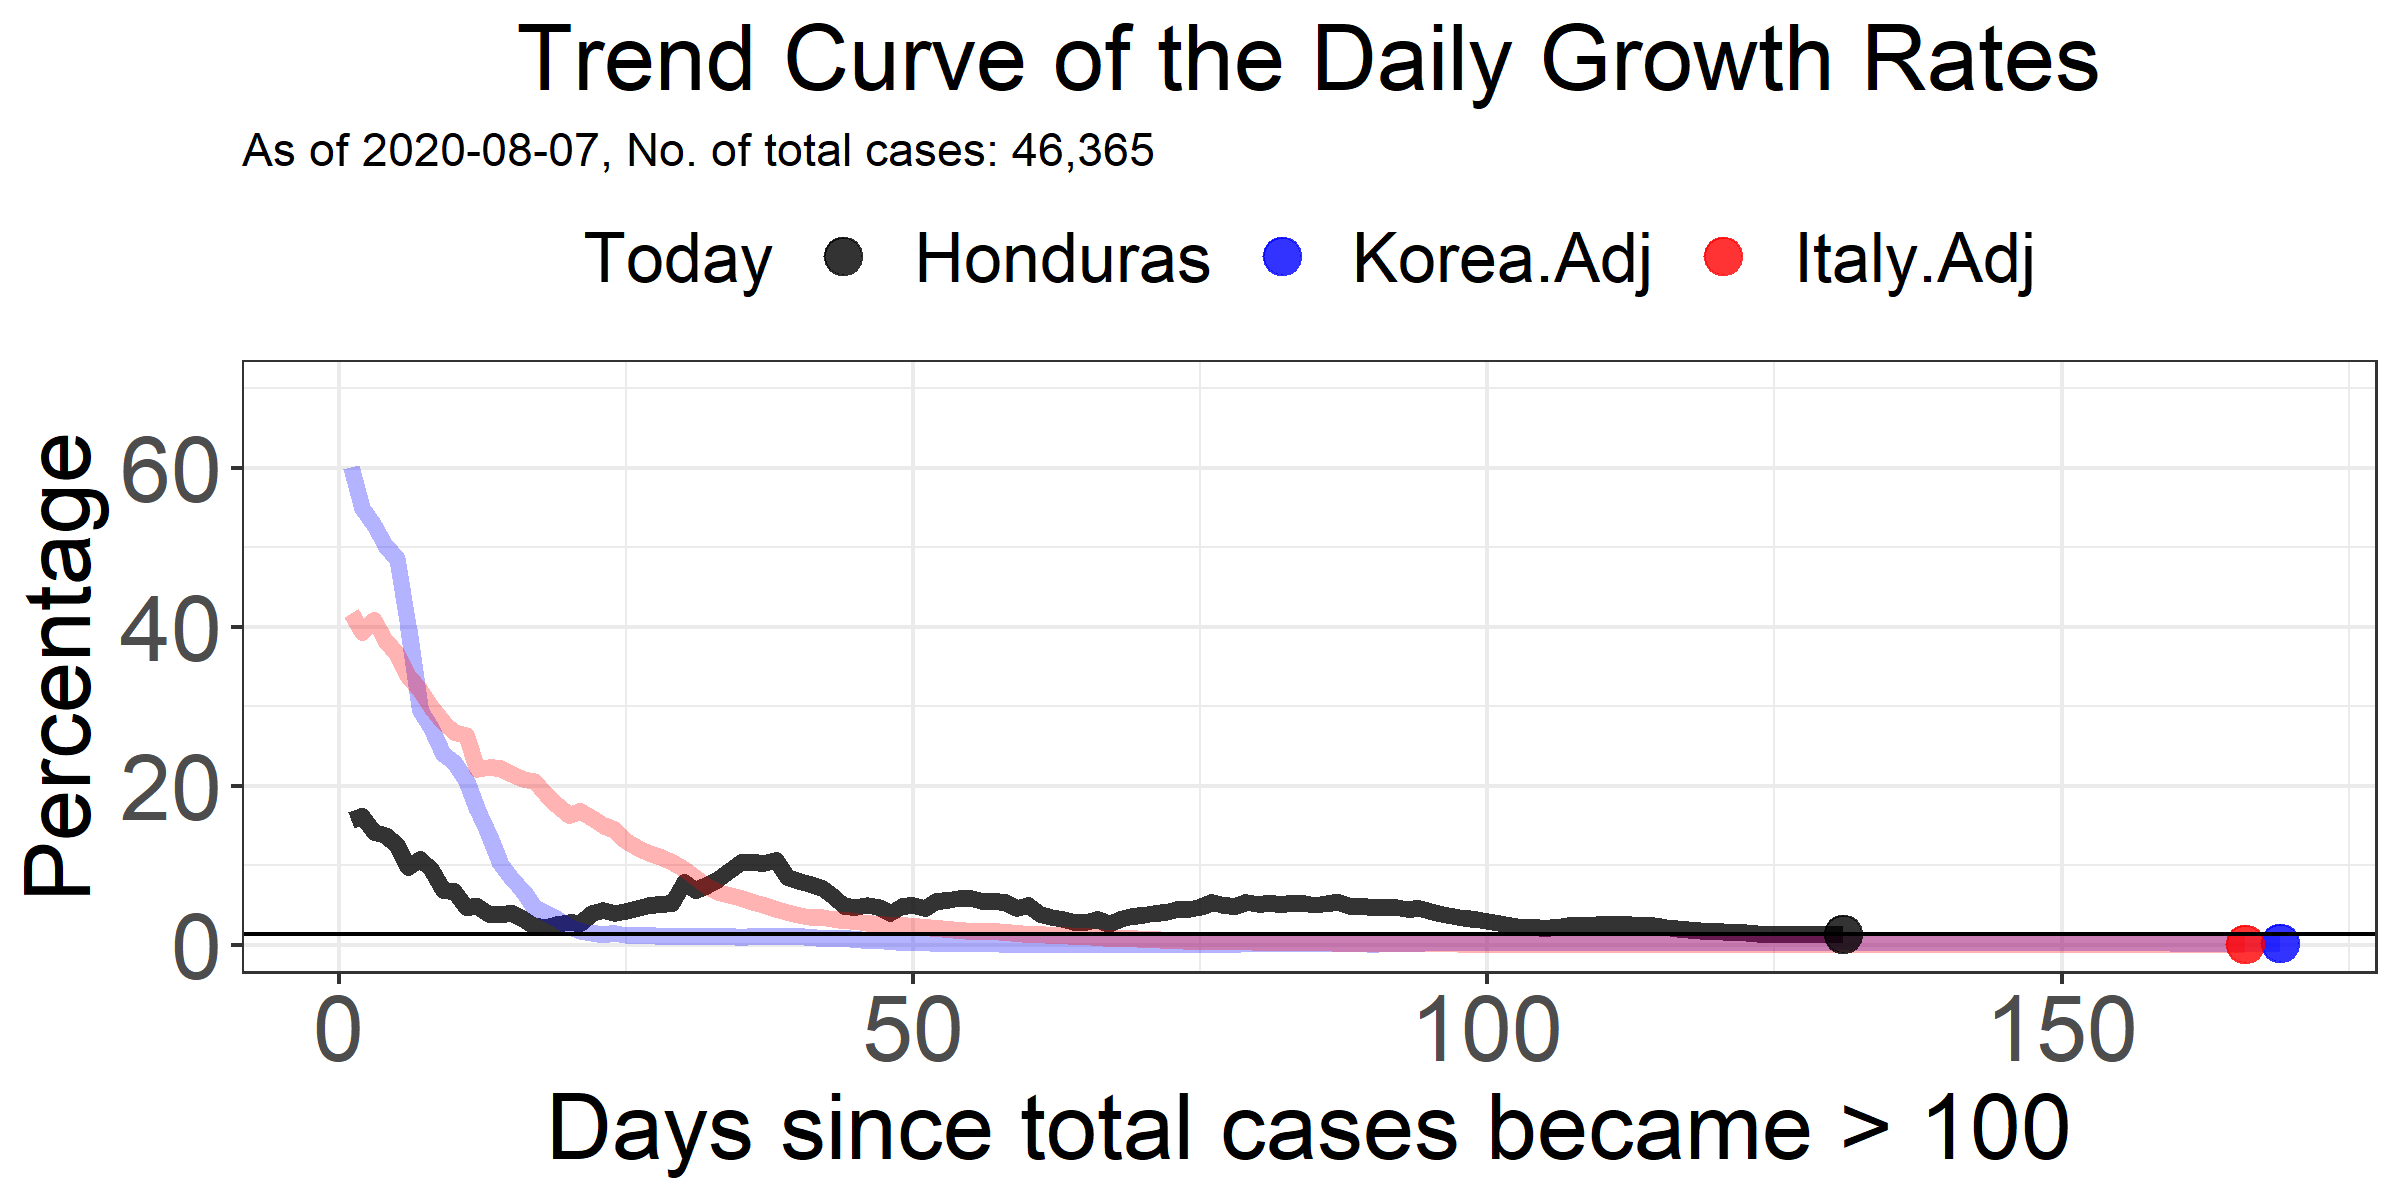 Trend Curve of the Daily Growth Rates
As of 2020-08-07, No. of total cases: 46,365
Today Honduras Korea.Adj Italy.Adj
Percentage
60
40
20
0
0 50 100 150
Days since total cases became > 100